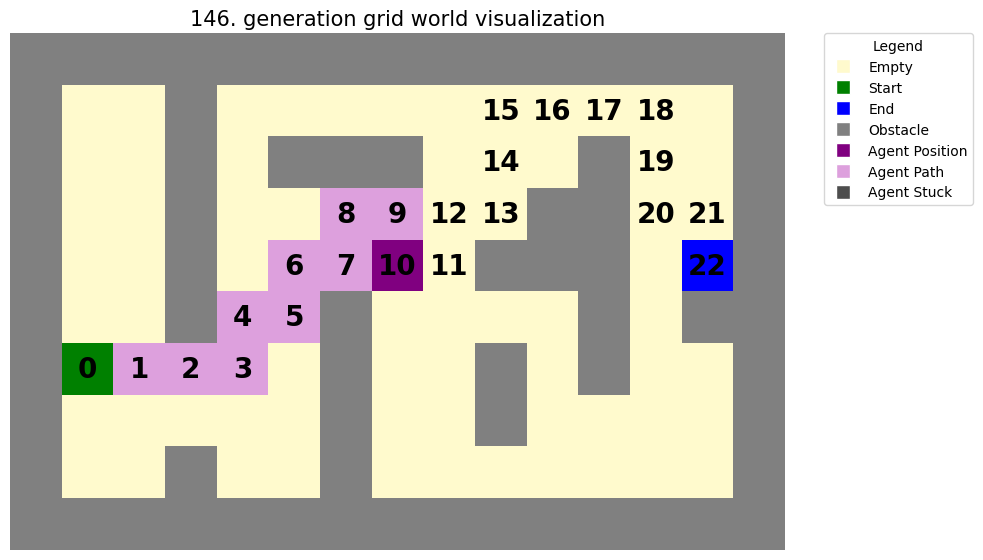 146. generation grid world visualization
Legend
Empty
Start
End
Obstacle
Agent Position
Agent Path
Agent Stuck
15 16 17 18
14 19
8 9 12 13 20 21
6 7 10 11 22
4 5
0 1 2 3